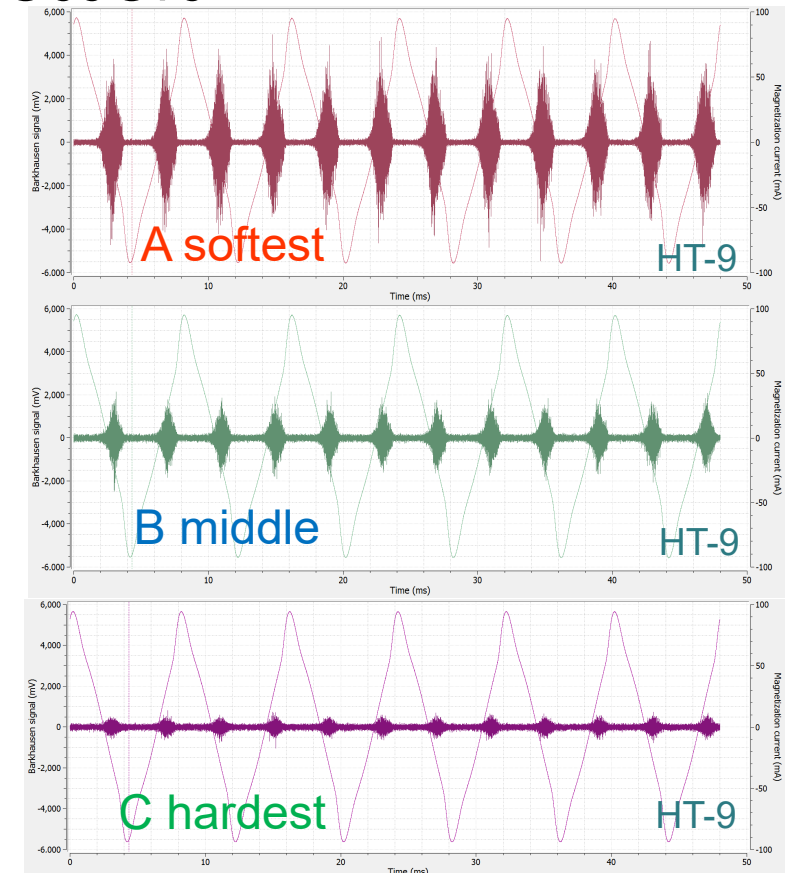 6,000
4,000
2,000
0
-2,000
-4,000
-6,000
Barkhausen signal (mV)
100
50
0
-50
-100
Magnetization current (mA)
A softest
HT-9
0 10 20 30 40 50
Time (ms)
6,000
4,000
2,000
0
-2,000
-4,000
-6,000
Barkhausen signal (mV)
100
50
0
-50
-100
Magnetization current (mA)
B middle
HT-9
0 10 20 30 40 50
Time (ms)
6,000
4,000
2,000
0
-2,000
-4,000
-6.000
Barkhausen signal (mV)
100
50
0
-50
-100
Magnetization current (mA)
C hardest
HT-9
0 10 20 30 40 50
Time (ms)